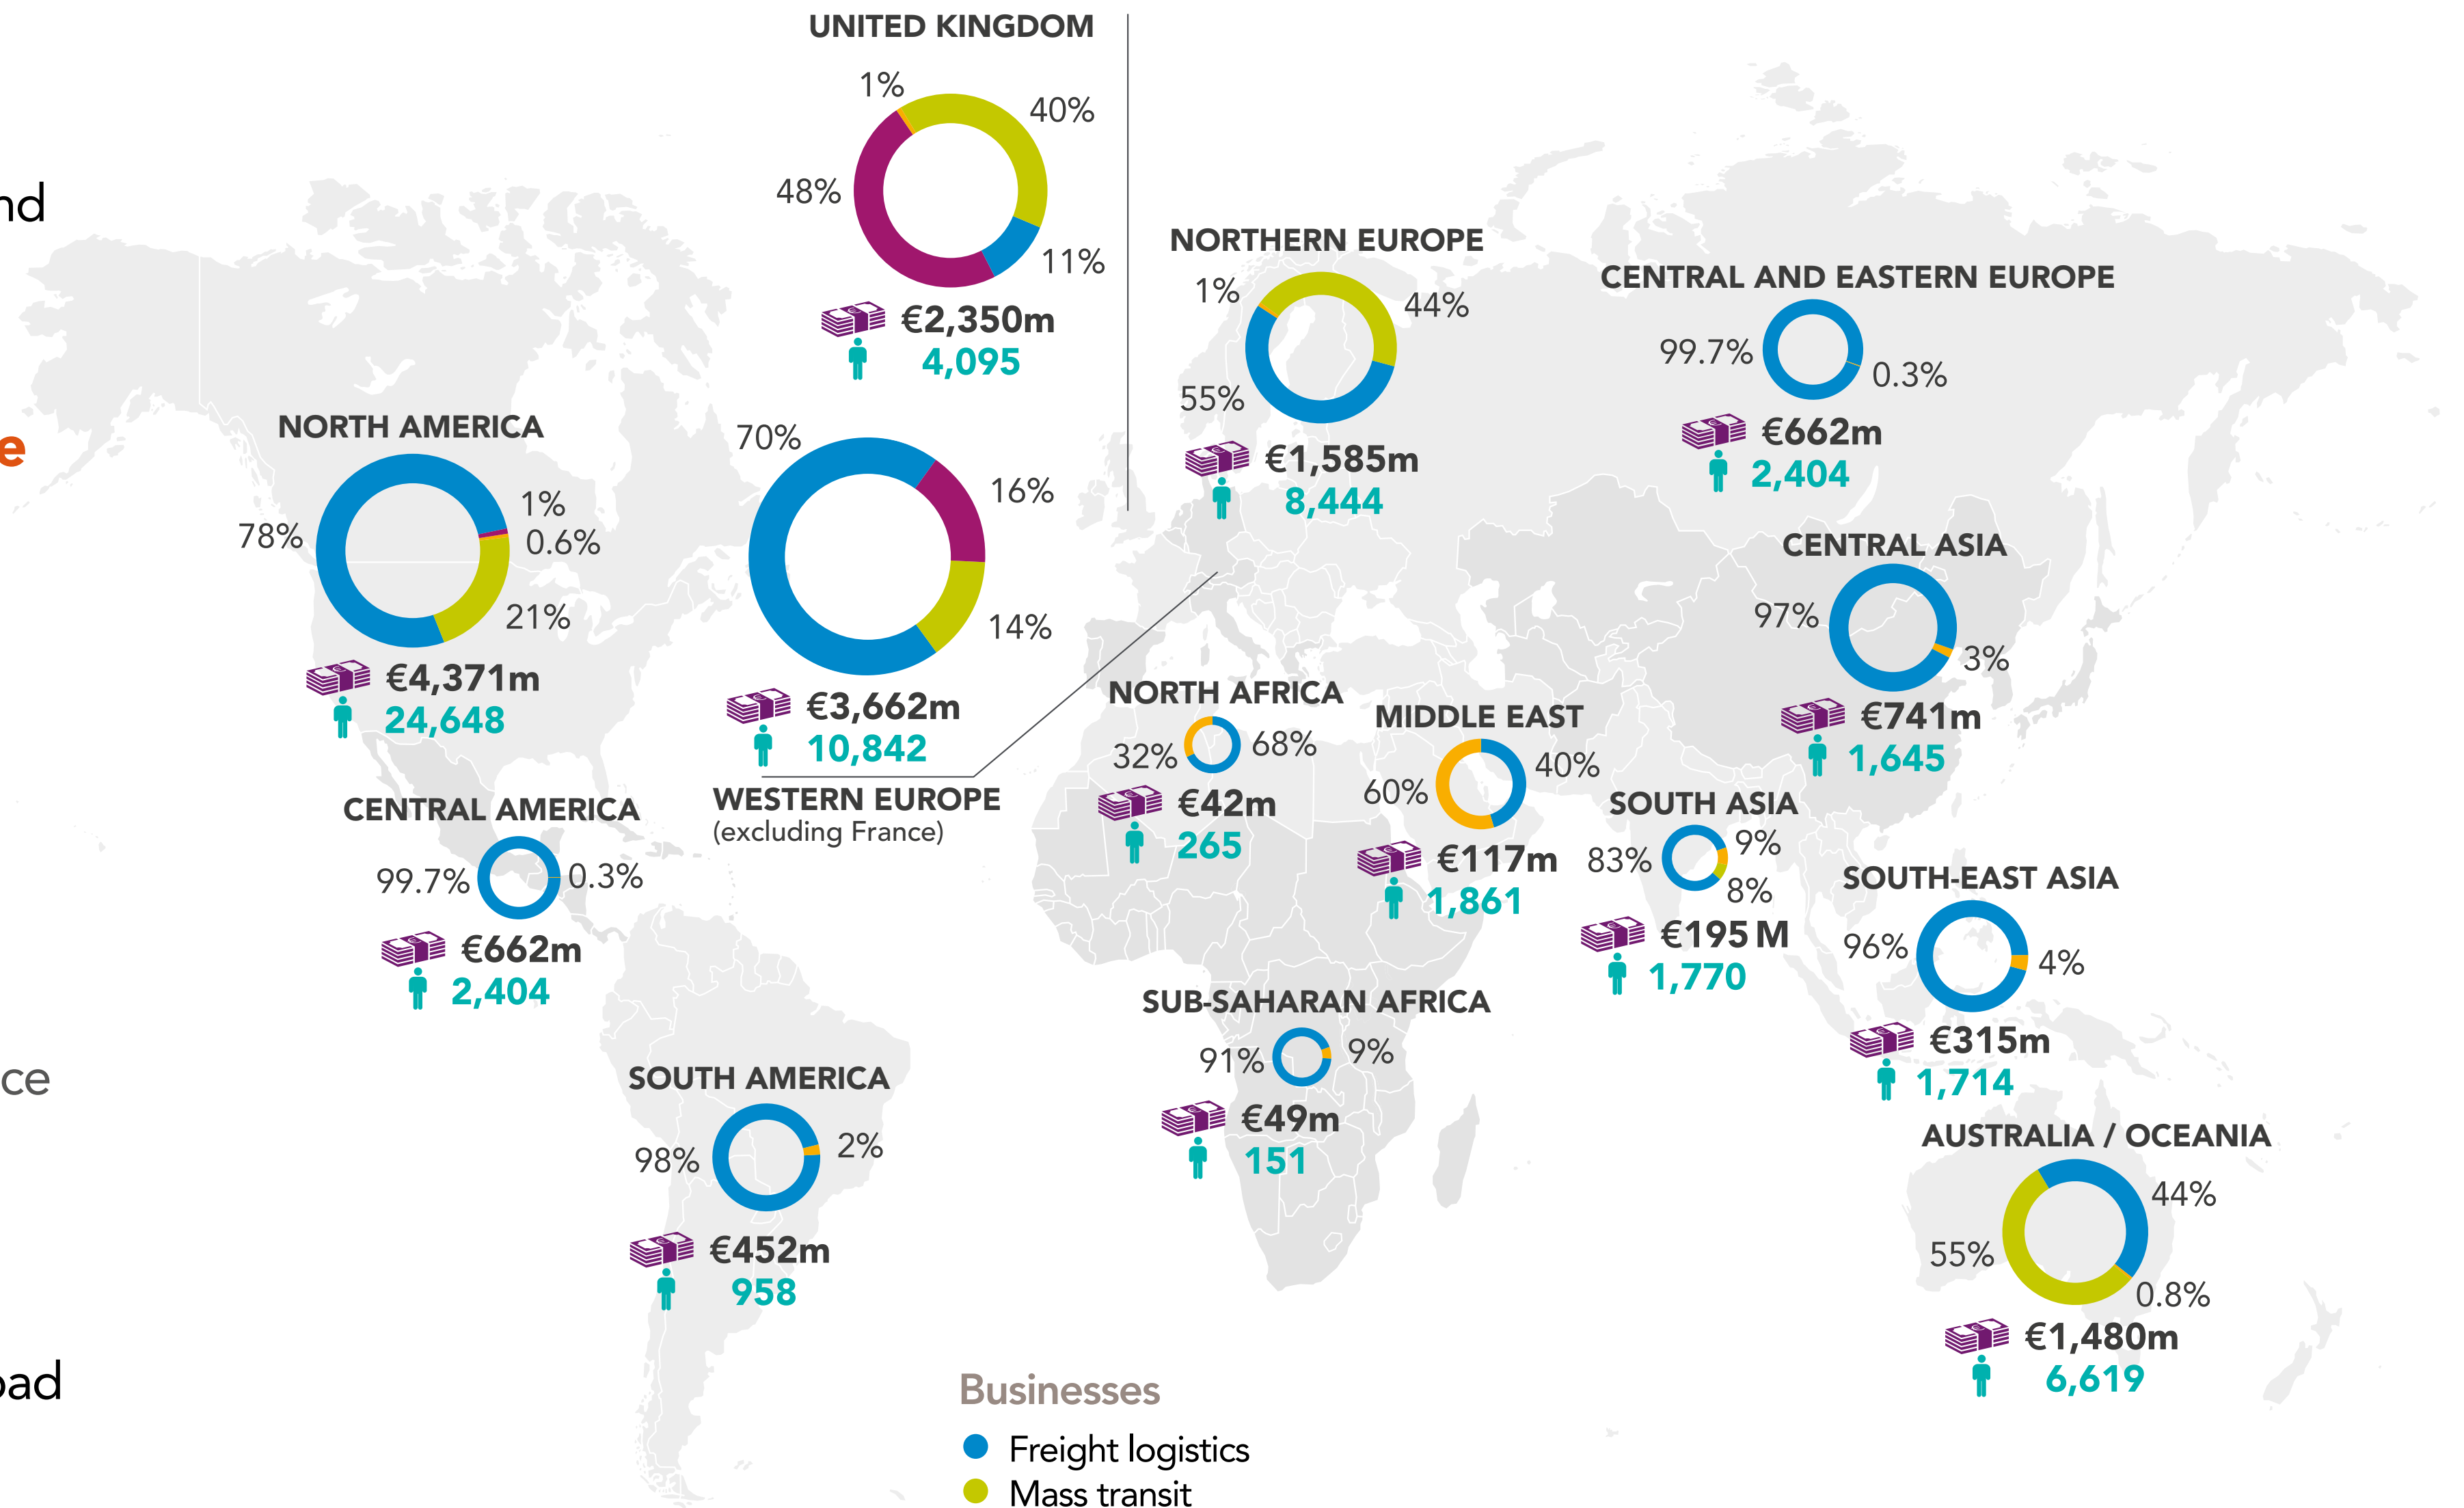 UNITED KINGDOM
1%
40%
48%
11%
€2,350m
4,095
nd
NORTHERN EUROPE
1%
44%
55%
€1,585m
8,444
CENTRAL AND EASTERN EUROPE
99.7%
0.3%
€662m
2,404
e
NORTH AMERICA
78%
1%
0.6%
21%
€4,371m
24,648
70%
16%
14%
€3,662m
10,842
WESTERN EUROPE
(excluding France)
CENTRAL ASIA
97%
3%
€741m
1,645
NORTH AFRICA
32%
68%
€42m
265
MIDDLE EAST
60%
40%
€117m
1,861
SOUTH ASIA
83%
9%
8%
€195 M
1,770
CENTRAL AMERICA
99.7%
0.3%
€662m
2,404
SOUTH-EAST ASIA
96%
4%
€315m
1,714
SUB-SAHARAN AFRICA
91%
9%
€49m
151
ce
SOUTH AMERICA
98%
2%
€452m
958
AUSTRALIA / OCEANIA
44%
55%
0.8%
€1,480m
6,619
oad
Businesses
Freight logistics
Mass transit